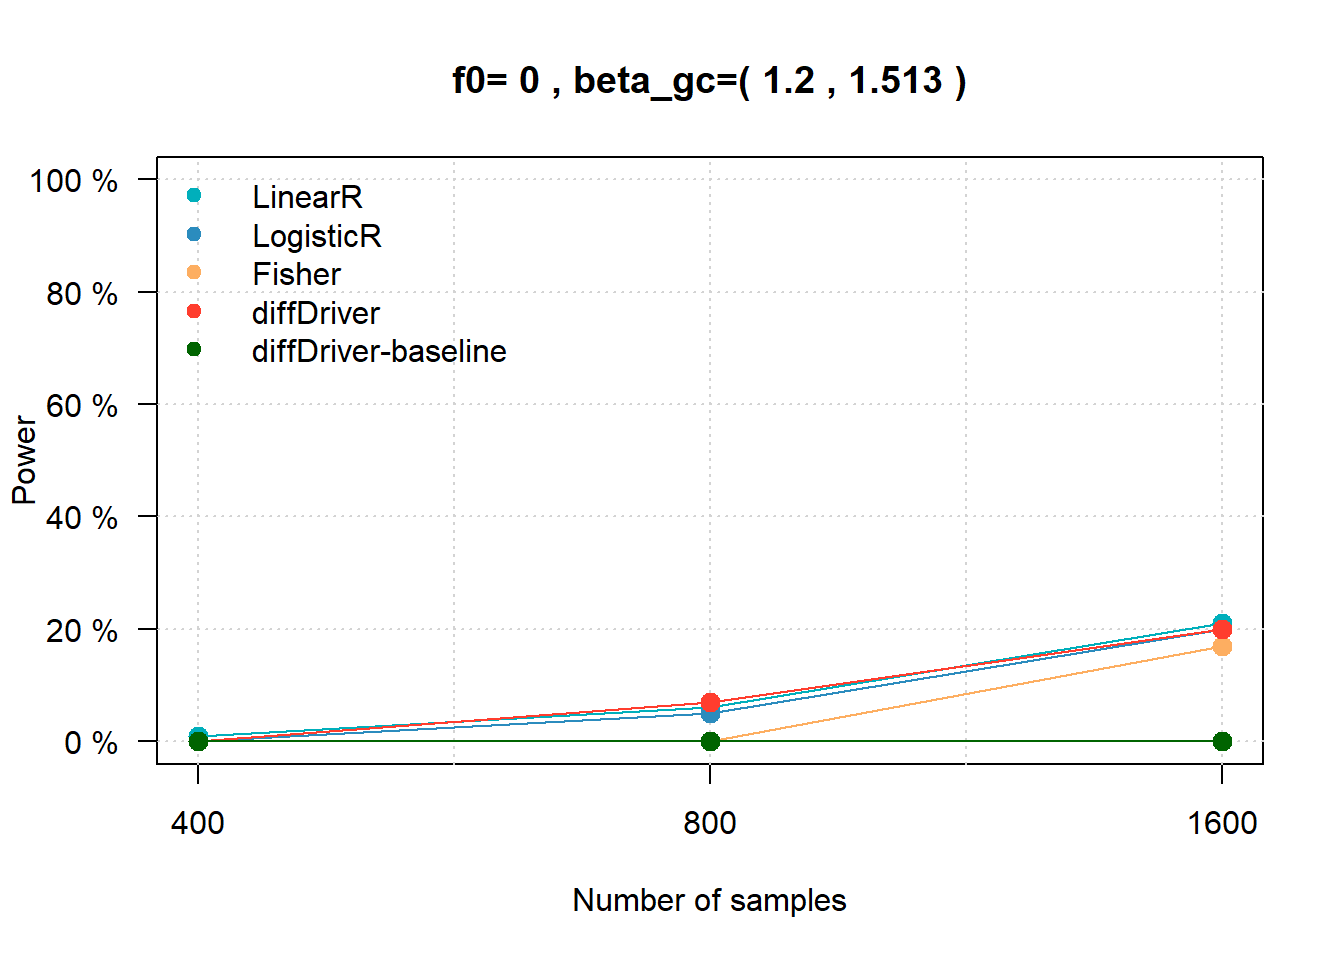 f0= 0 , beta_gc=( 1.2 , 1.513 )
100 %
80 %
60 %
40 %
20 %
0 %
Power
LinearR
LogisticR
Fisher
diffDriver
diffDriver-baseline
400
800
1600
Number of samples